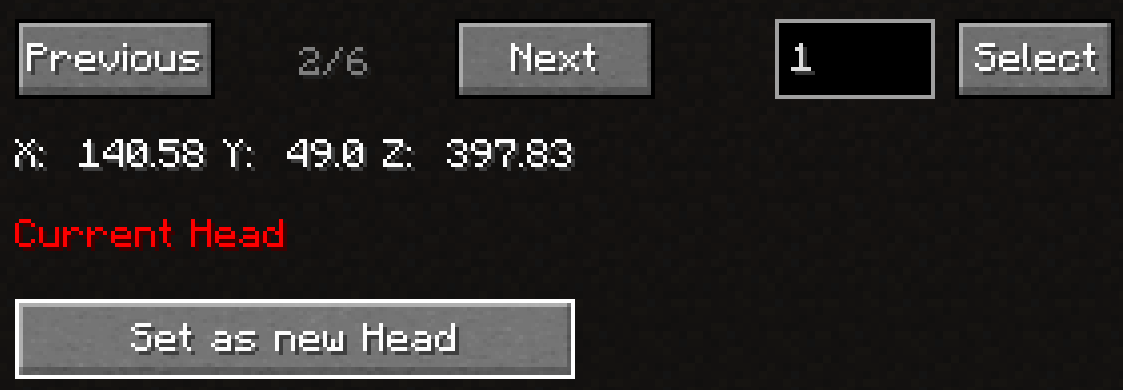 Previous 2/6 Next 1 Select
X: 140.58 Y: 49.0 Z: 397.83
Current Head
Set as new Head